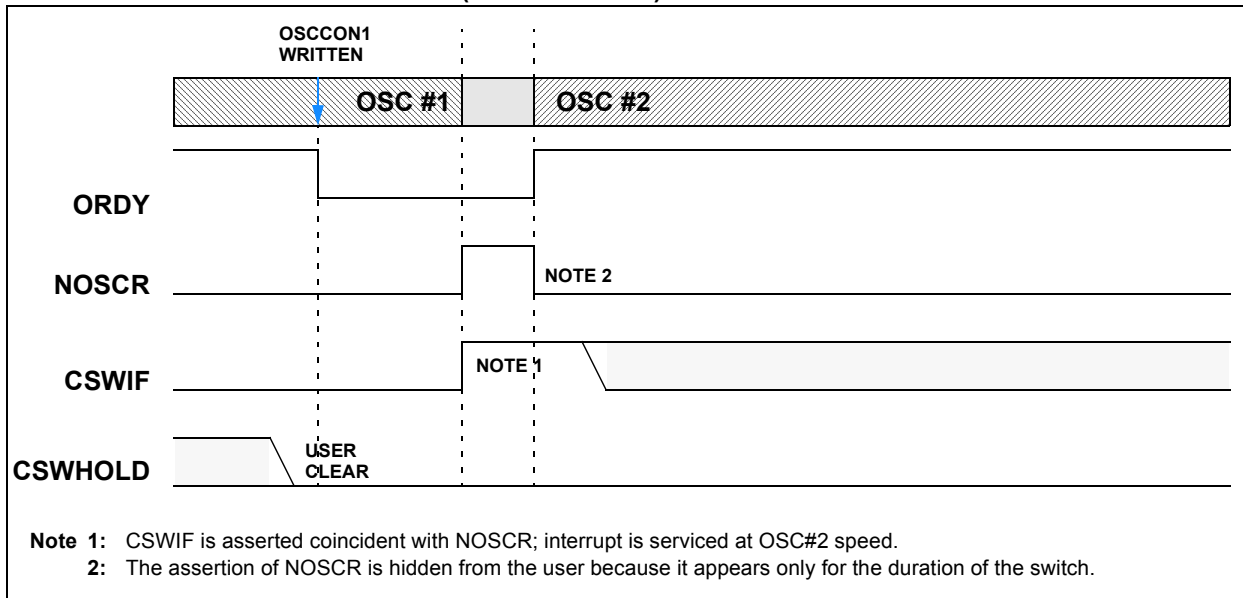 OSCCON1
WRITTEN
OSC #1
OSC #2
ORDY
NOSCR
NOTE 2
CSWIF
NOTE 1
CSWHOLD
USER
CLEAR
Note 1: CSWIF is asserted coincident with NOSCR; interrupt is serviced at OSC#2 speed.
2: The assertion of NOSCR is hidden from the user because it appears only for the duration of the switch.